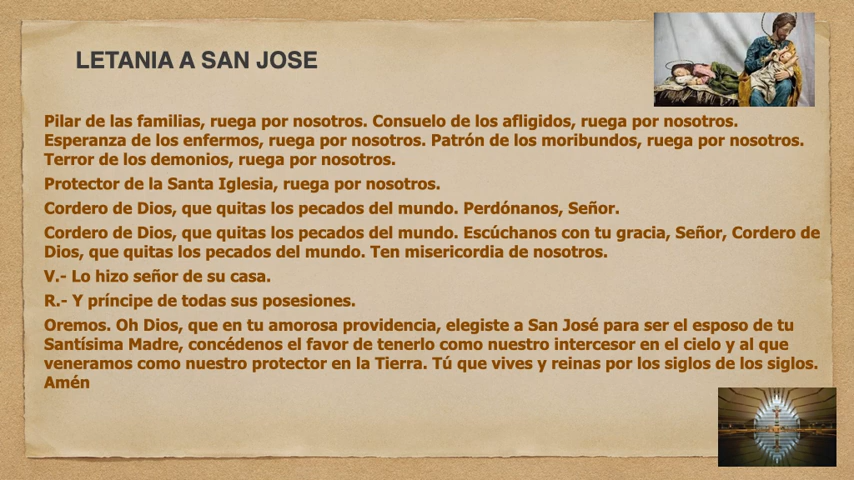 LETANIA A SAN JOSE
Pilar de las familias, ruega por nosotros. Consuelo de los afligidos, ruega por nosotros.
Esperanza de los enfermos, ruega por nosotros. Patrón de los moribundos, ruega por nosotros.
Terror de los demonios, ruega por nosotros.
Protector de la Santa Iglesia, ruega por nosotros.
Cordero de Dios, que quitas los pecados del mundo. Perdónanos, Señor.
Cordero de Dios, que quitas los pecados del mundo. Escúchanos con tu gracia, Señor, Cordero de
Dios, que quitas los pecados del mundo. Ten misericordia de nosotros.
V.- Lo hizo señor de su casa.
R.- Y príncipe de todas sus posesiones.
Oremos. Oh Dios, que en tu amorosa providencia, elegiste a San José para ser el esposo de tu
Santísima Madre, concédenos el favor de tenerlo como nuestro intercesor en el cielo y al que
veneramos como nuestro protector en la Tierra. Tú que vives y reinas por los siglos de los siglos.
Amén